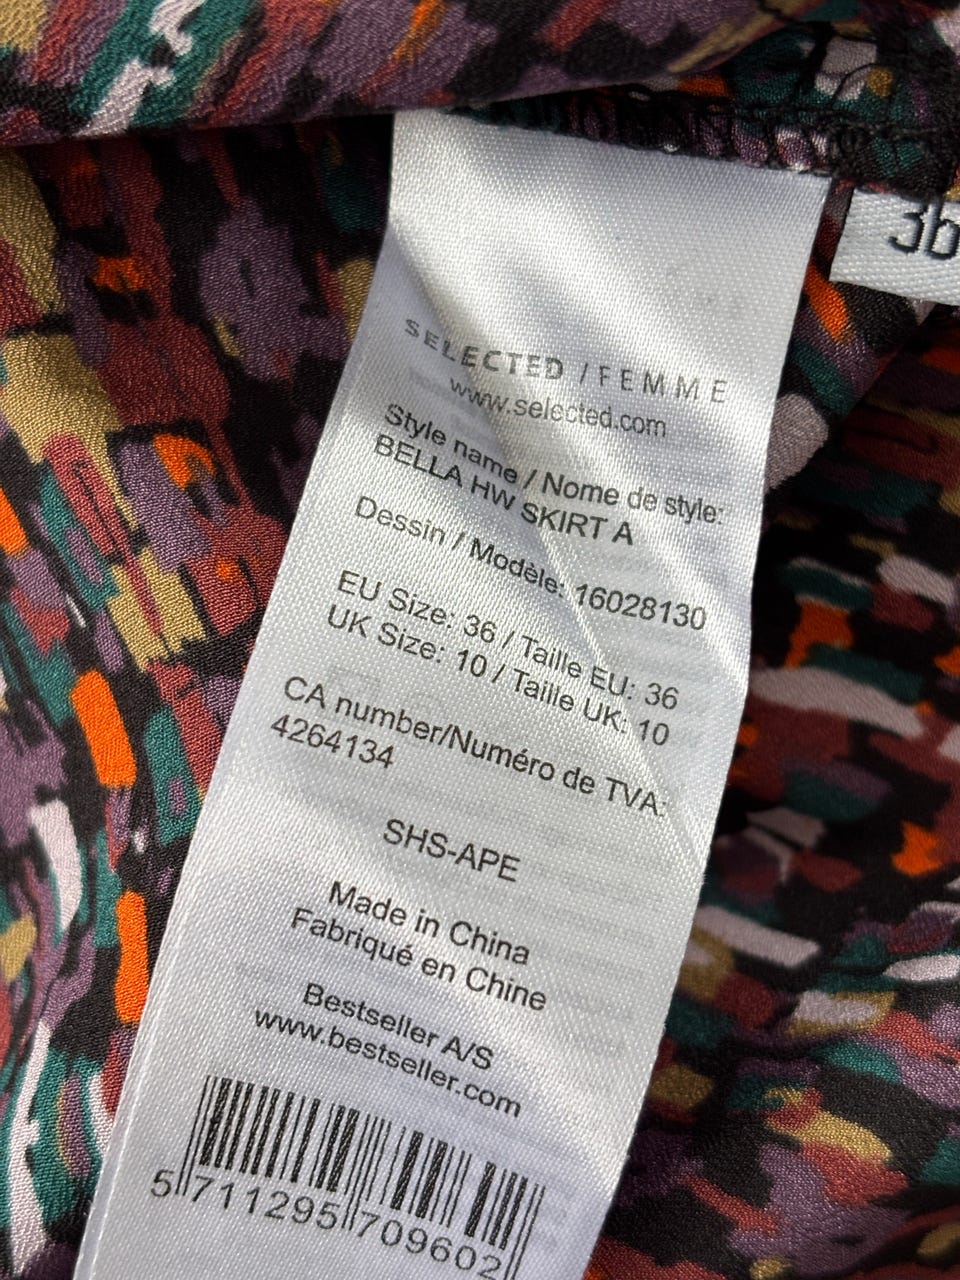 36
SELECTED / FEMME
www.selected.com
Style name / Nome de style:
BELLA HW SKIRT A
Dessin / Modèle: 16028130
EU Size: 36 / Taille EU: 36
UK Size: 10 / Taille UK: 10
CA number/Numéro de TVA:
4264134
SHS-APE
Made in China
Fabriqué en Chine
Bestseller A/S
www.bestseller.com
5 711295 709602